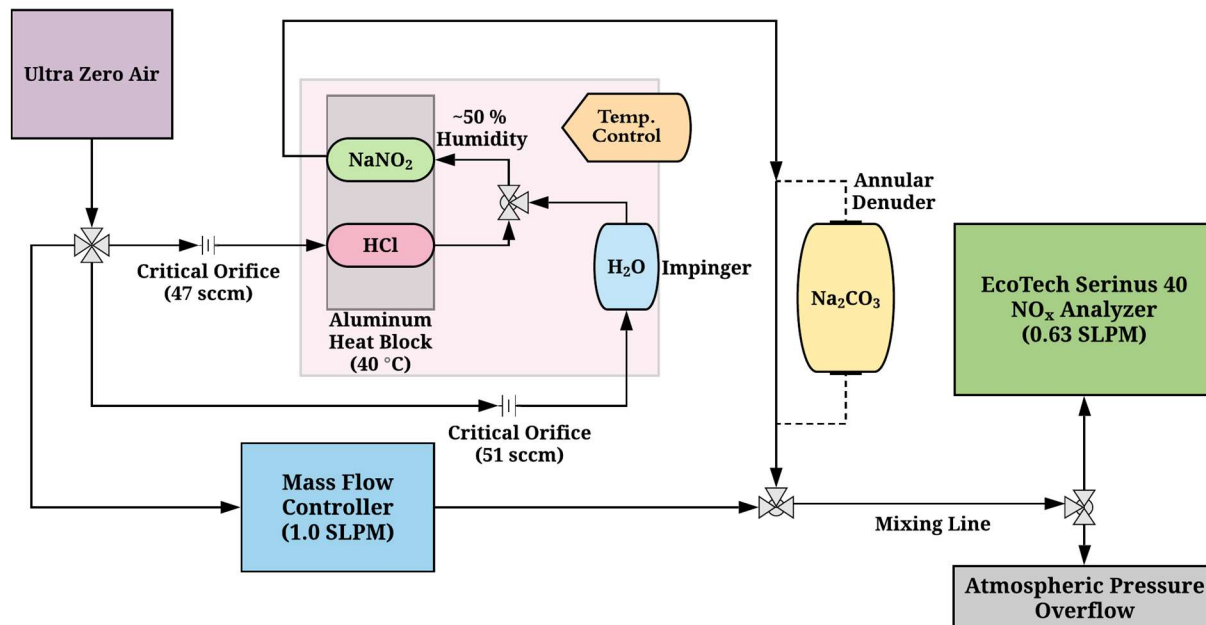 Ultra Zero Air
~50 %
Humidity
Temp.
Control
NaNO₂
HCl
H₂O
Impinger
Critical Orifice
(47 sccm)
Aluminum
Heat Block
(40 °C)
Critical Orifice
(51 sccm)
Annular
Denuder
Na₂CO₃
EcoTech Serinus 40
NOₓ Analyzer
(0.63 SLPM)
Mass Flow
Controller
(1.0 SLPM)
Mixing Line
Atmospheric Pressure
Overflow